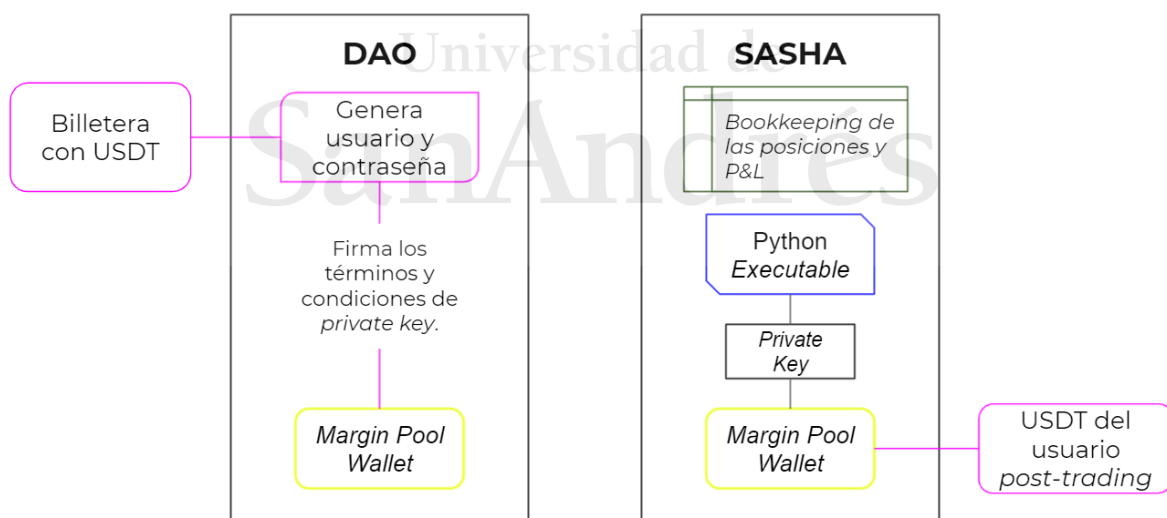 Universidad de
SanAndrés
DAO
Billetera
con USDT
Genera
usuario y
contraseña
Firma los
términos y
condiciones de
private key.
Margin Pool
Wallet
SASHA
Bookkeeping de
las posiciones y
P&L
Python
Executable
Private
Key
Margin Pool
Wallet
USDT del
usuario
post-trading